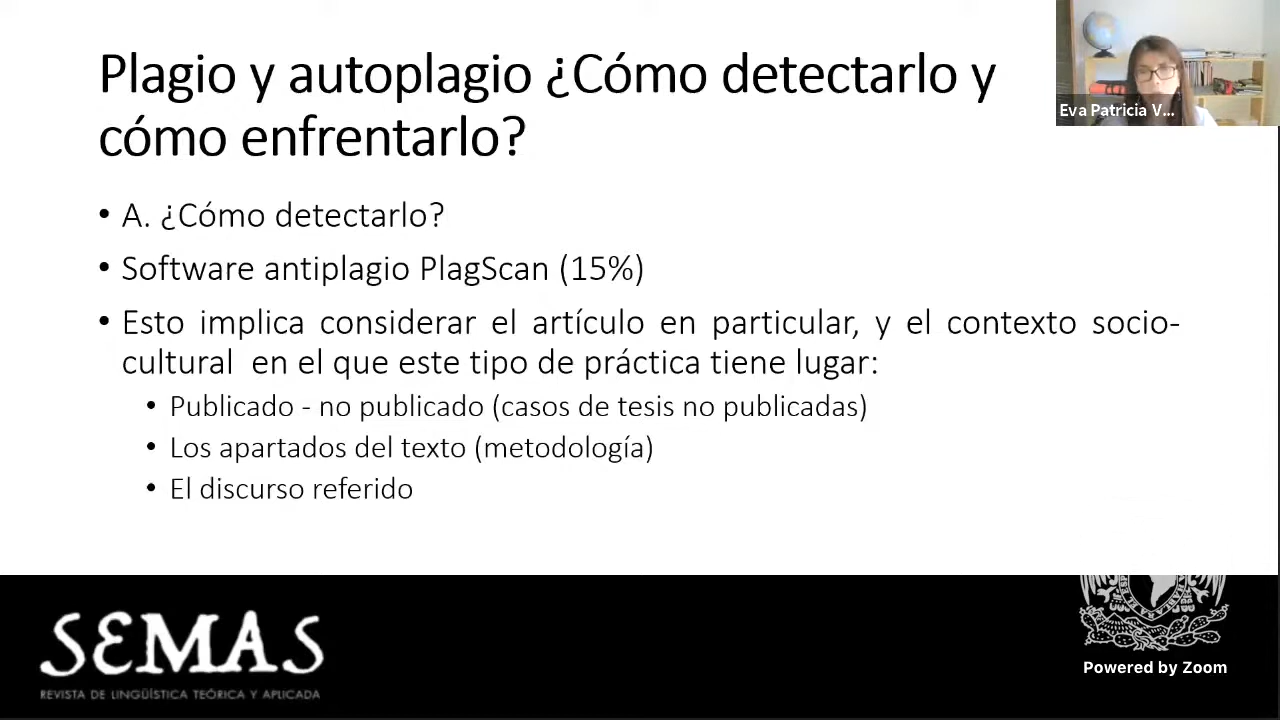 Plagio y autoplagio ¿Cómo detectarlo y
cómo enfrentarlo?
Eva Patricia V...
• A. ¿Cómo detectarlo?
• Software antiplagio PlagScan (15%)
• Esto implica considerar el artículo en particular, y el contexto socio-
cultural en el que este tipo de práctica tiene lugar:
• Publicado - no publicado (casos de tesis no publicadas)
• Los apartados del texto (metodología)
• El discurso referido
SEMAS
REVISTA DE LINGÜÍSTICA TEÓRICA Y APLICADA
Powered by Zoom